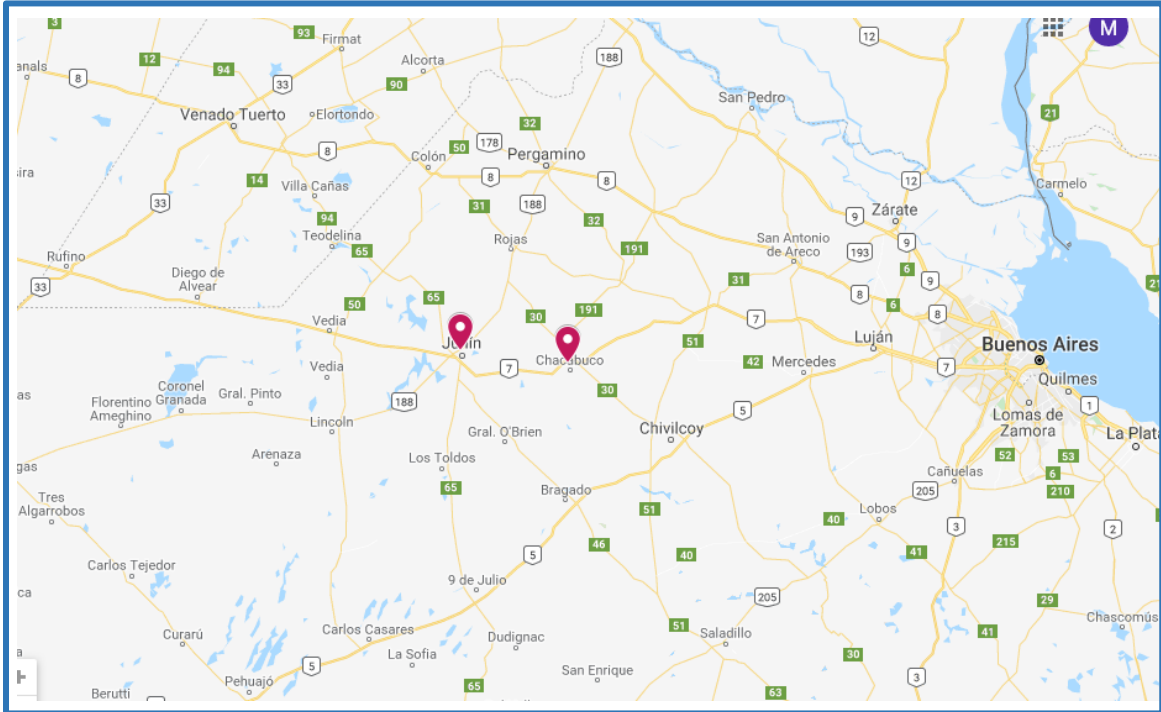 3
93
Firmat
12
M
Alcorta
188
12
94
anals
8
33
90
San Pedro
21
Venado Tuerto
Elortondo
32
178
50
Pergamino
8
Colón
8
8
sira
14
Villa Cañas
12
Carmelo
33
94
31
188
32
9
Zárate
Teodelina
Rojas
191
San Antonio
de Areco
193
9
Rufino
65
6
33
Diego de
Alvear
31
9
21
50
65
8
6
30
191
8
Vedia
7
Junín
51
Luján
Buenos Aires
Chacabuco
42
Mercedes
7
7
Vedia
Quilmes
30
Coronel
Granada
Gral. Pinto
as
Florentino
Ameghino
188
5
1
Lincoln
Gral. O'Brien
Chivilcoy
Lomas de
Zamora
La Plata
Arenaza
Los Toldos
52
53
gas
65
Cañuelas
6
Tres
Algarrobos
Bragado
205
210
51
40
Lobos
3
2
46
5
40
41
215
Carlos Tejedor
9 de Julio
ca
205
29
Curarú
Carlos Casares
Dudignac
51
Saladillo
41
Chascomús
a
La Sofia
30
5
San Enrique
3
Pehuajó
65
63
Berutti